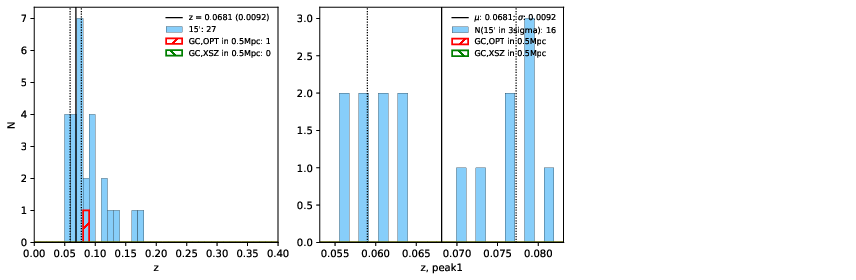 z = 0.0681 (0.0092)
15': 27
GC,OPT in 0.5Mpc: 1
GC,XSZ in 0.5Mpc: 0
7
6
5
4
3
2
1
0
N
0.00 0.05 0.10 0.15 0.20 0.25 0.30 0.35 0.40
z
μ: 0.0681; σ: 0.0092
N(15' in 3sigma): 16
GC,OPT in 0.5Mpc
GC,XSZ in 0.5Mpc
3.0
2.5
2.0
1.5
1.0
0.5
0.0
0.055 0.060 0.065 0.070 0.075 0.080
z, peak1